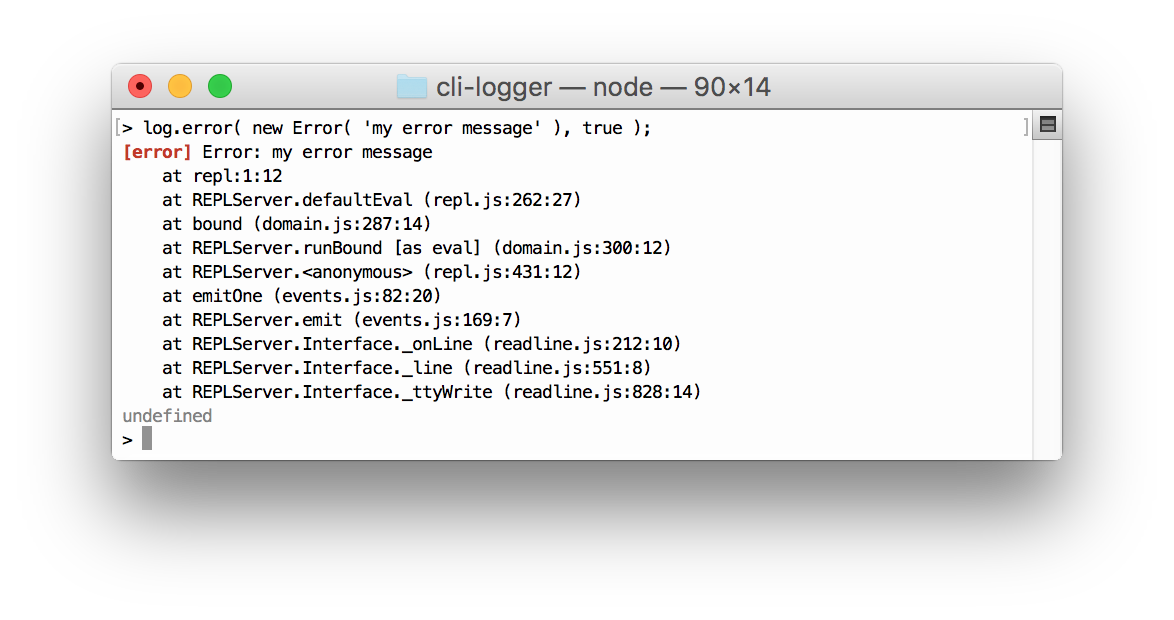 cli-logger — node — 90×14
[> log.error( new Error( 'my error message' ), true ); ]
[error] Error: my error message
    at repl:1:12
    at REPLServer.defaultEval (repl.js:262:27)
    at bound (domain.js:287:14)
    at REPLServer.runBound [as eval] (domain.js:300:12)
    at REPLServer.<anonymous> (repl.js:431:12)
    at emitOne (events.js:82:20)
    at REPLServer.emit (events.js:169:7)
    at REPLServer.Interface._onLine (readline.js:212:10)
    at REPLServer.Interface._line (readline.js:551:8)
    at REPLServer.Interface._ttyWrite (readline.js:828:14)
undefined
>